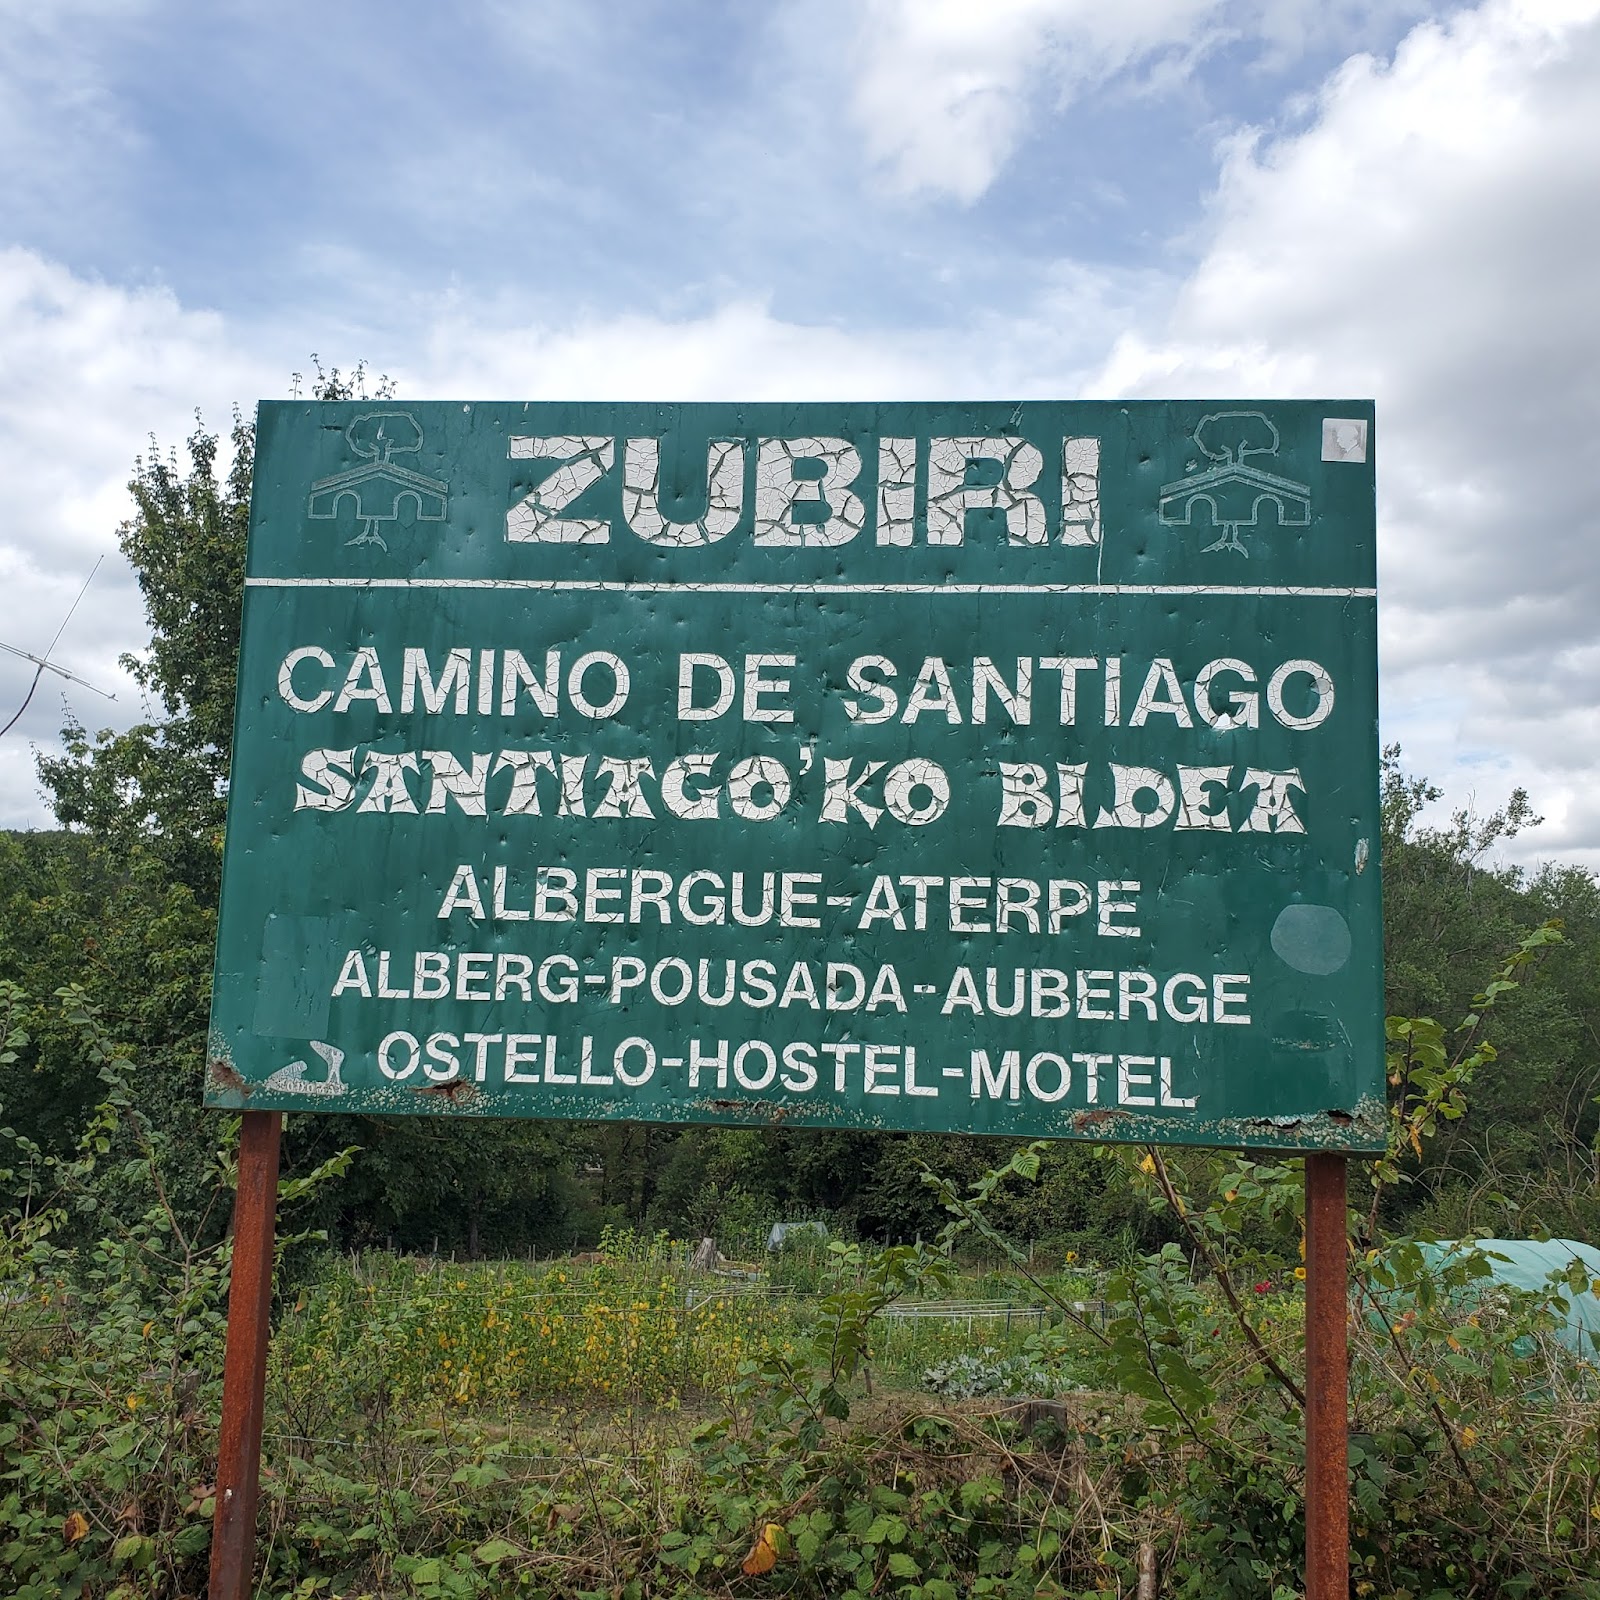 ZUBIRI
CAMINO DE SANTIAGO
SANTIAGO'KO BIDEA
ALBERGUE-ATERPE
ALBERG-POUSADA-AUBERGE
OSTELLO-HOSTEL-MOTEL